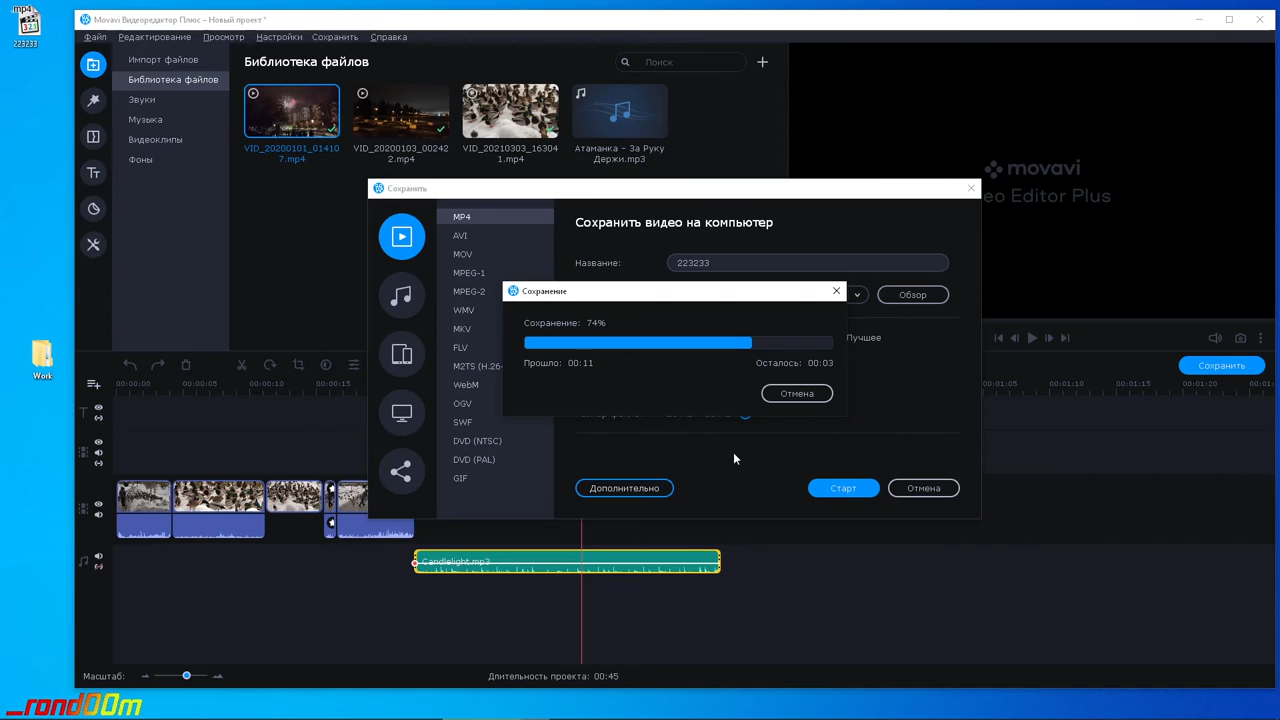 .mp4
223233
Work
Movavi Видеоредактор Плюс – Новый проект *
Файл Редактирование Просмотр Настройки Сохранить Справка
Импорт файлов
Библиотека файлов
Звуки
Музыка
Видеоклипы
Фоны
Библиотека файлов
Поиск
VID_20200101_01410
7.mp4
VID_20200103_00242
2.mp4
VID_20210303_16304
1.mp4
Атаманка – За Руку
Держи.mp3
movavi
eo Editor Plus
Сохранить
MP4
AVI
MOV
MPEG-1
MPEG-2
WMV
MKV
FLV
M2TS (H.26
WebM
OGV
SWF
DVD (NTSC)
DVD (PAL)
GIF
Сохранить видео на компьютер
Название: 223233
Обзор
Лучшее
Сохранение
Сохранение: 74%
Прошло: 00:11 Осталось: 00:03
Отмена
Дополнительно Старт Отмена
Сохранить
00:00:00 00:00:05 00:00:10 00:00:15 00:01:05 00:01:10 00:01:15 00:01:20 00:01:
Candlelight.mp3
Масштаб: Длительность проекта: 00:45
_rond00m